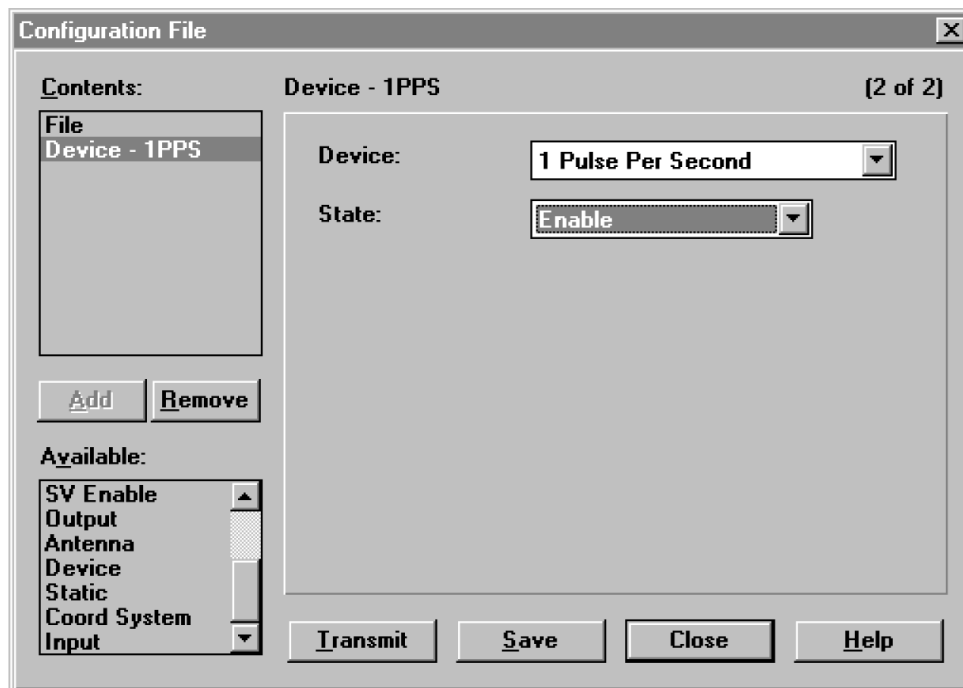 Configuration File
Contents:
File
Device - 1PPS
Add
Remove
Available:
SV Enable
Output
Antenna
Device
Static
Coord System
Input
Device - 1PPS
(2 of 2)
Device:
1 Pulse Per Second
State:
Enable
Transmit
Save
Close
Help